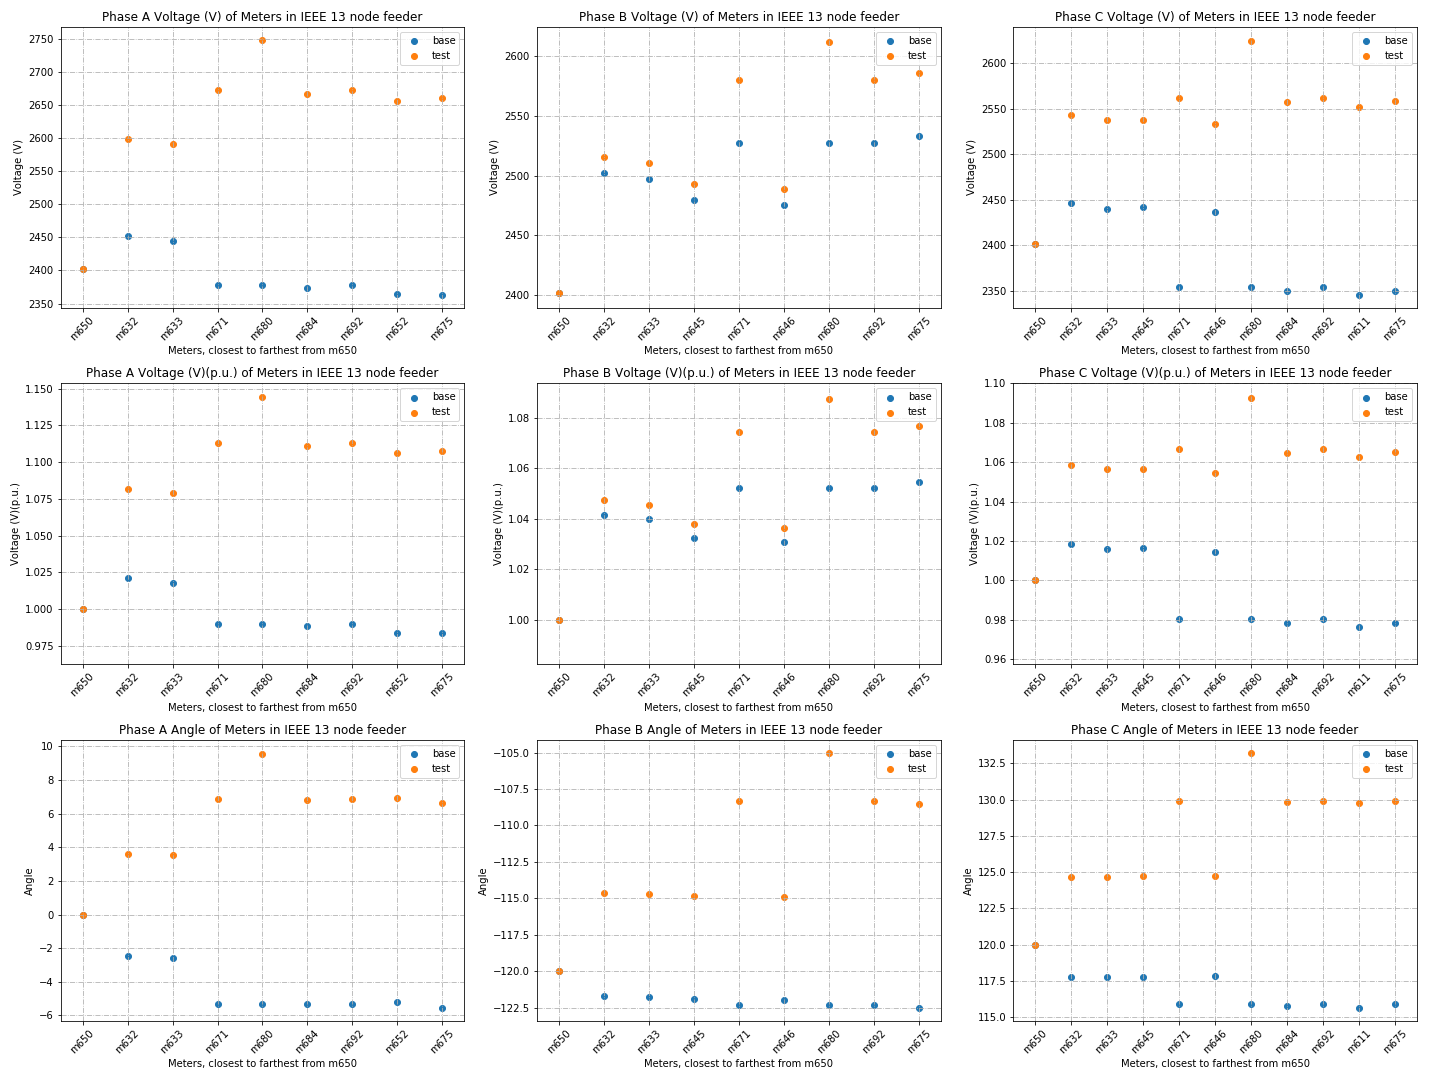 Phase A Voltage (V) of Meters in IEEE 13 node feeder
base
test
Voltage (V)
2750
2700
2650
2600
2550
2500
2450
2400
2350
m650 m632 m633 m671 m680 m684 m692 m652 m675
Meters, closest to farthest from m650
Phase B Voltage (V) of Meters in IEEE 13 node feeder
base
test
Voltage (V)
2600
2550
2500
2450
2400
m650 m632 m633 m645 m671 m646 m680 m692 m675
Meters, closest to farthest from m650
Phase C Voltage (V) of Meters in IEEE 13 node feeder
base
test
Voltage (V)
2600
2550
2500
2450
2400
2350
m650 m632 m633 m645 m671 m646 m680 m684 m692 m611 m675
Meters, closest to farthest from m650
Phase A Voltage (V)(p.u.) of Meters in IEEE 13 node feeder
base
test
Voltage (V)(p.u.)
1.150
1.125
1.100
1.075
1.050
1.025
1.000
0.975
m650 m632 m633 m671 m680 m684 m692 m652 m675
Meters, closest to farthest from m650
Phase B Voltage (V)(p.u.) of Meters in IEEE 13 node feeder
base
test
Voltage (V)(p.u.)
1.08
1.06
1.04
1.02
1.00
m650 m632 m633 m645 m671 m646 m680 m692 m675
Meters, closest to farthest from m650
Phase C Voltage (V)(p.u.) of Meters in IEEE 13 node feeder
base
test
Voltage (V)(p.u.)
1.10
1.08
1.06
1.04
1.02
1.00
0.98
0.96
m650 m632 m633 m645 m671 m646 m680 m684 m692 m611 m675
Meters, closest to farthest from m650
Phase A Angle of Meters in IEEE 13 node feeder
base
test
Angle
10
8
6
4
2
0
−2
−4
−6
m650 m632 m633 m671 m680 m684 m692 m652 m675
Meters, closest to farthest from m650
Phase B Angle of Meters in IEEE 13 node feeder
base
test
Angle
−105.0
−107.5
−110.0
−112.5
−115.0
−117.5
−120.0
−122.5
m650 m632 m633 m645 m671 m646 m680 m692 m675
Meters, closest to farthest from m650
Phase C Angle of Meters in IEEE 13 node feeder
base
test
Angle
132.5
130.0
127.5
125.0
122.5
120.0
117.5
115.0
m650 m632 m633 m645 m671 m646 m680 m684 m692 m611 m675
Meters, closest to farthest from m650